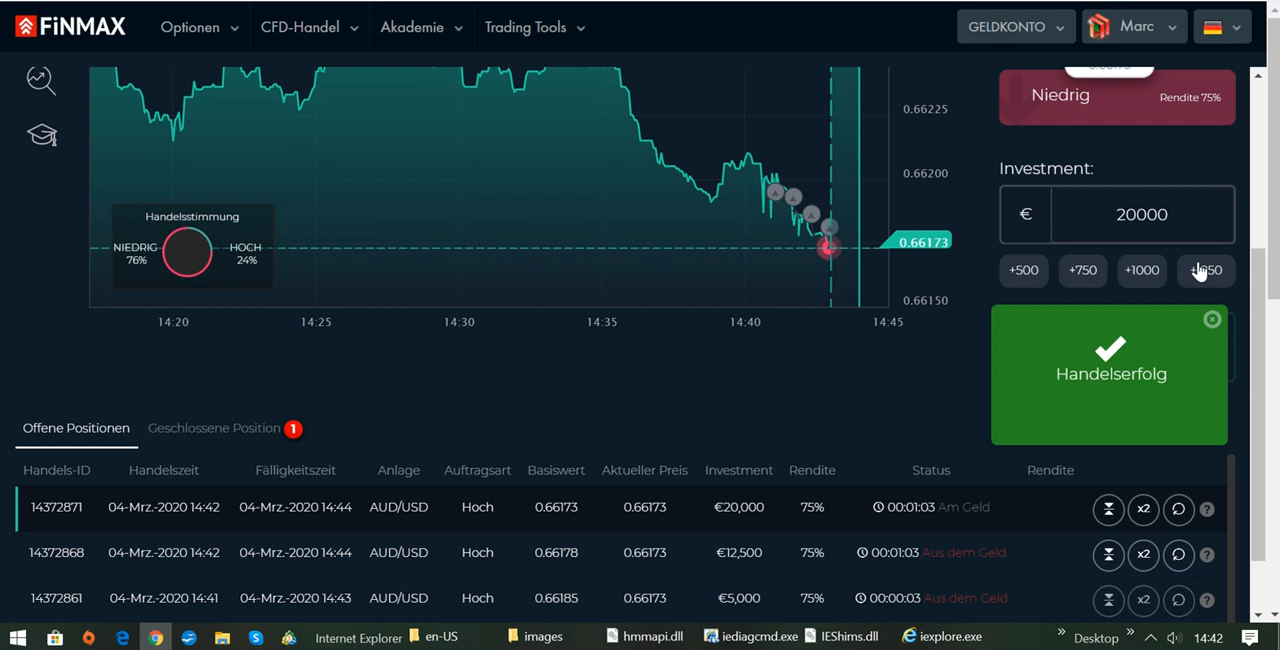 FiNMAX Optionen CFD-Handel Akademie Trading Tools GELDKONTO Marc
Niedrig Rendite 75%
0.66225
0.66200
0.66173
0.66150
Handelsstimmung
NIEDRIG HOCH
76% 24%
14:20 14:25 14:30 14:35 14:40 14:45
Investment:
€ 20000
+500 +750 +1000
Handelserfolg
Offene Positionen Geschlossene Position 1
Handels-ID Handelszeit Fälligkeitszeit Anlage Auftragsart Basiswert Aktueller Preis Investment Rendite Status Rendite
14372871 04-Mrz.-2020 14:42 04-Mrz.-2020 14:44 AUD/USD Hoch 0.66173 0.66173 €20,000 75% 00:01:03 Am Geld x2 ?
14372868 04-Mrz.-2020 14:42 04-Mrz.-2020 14:44 AUD/USD Hoch 0.66178 0.66173 €12,500 75% 00:01:03 Aus dem Geld x2 ?
14372861 04-Mrz.-2020 14:41 04-Mrz.-2020 14:43 AUD/USD Hoch 0.66185 0.66173 €5,000 75% 00:00:03 Aus dem Geld x2 ?
Internet Explorer en-US images hmmapi.dll iediagcmd.exe IEShims.dll iexplore.exe » Desktop » 14:42